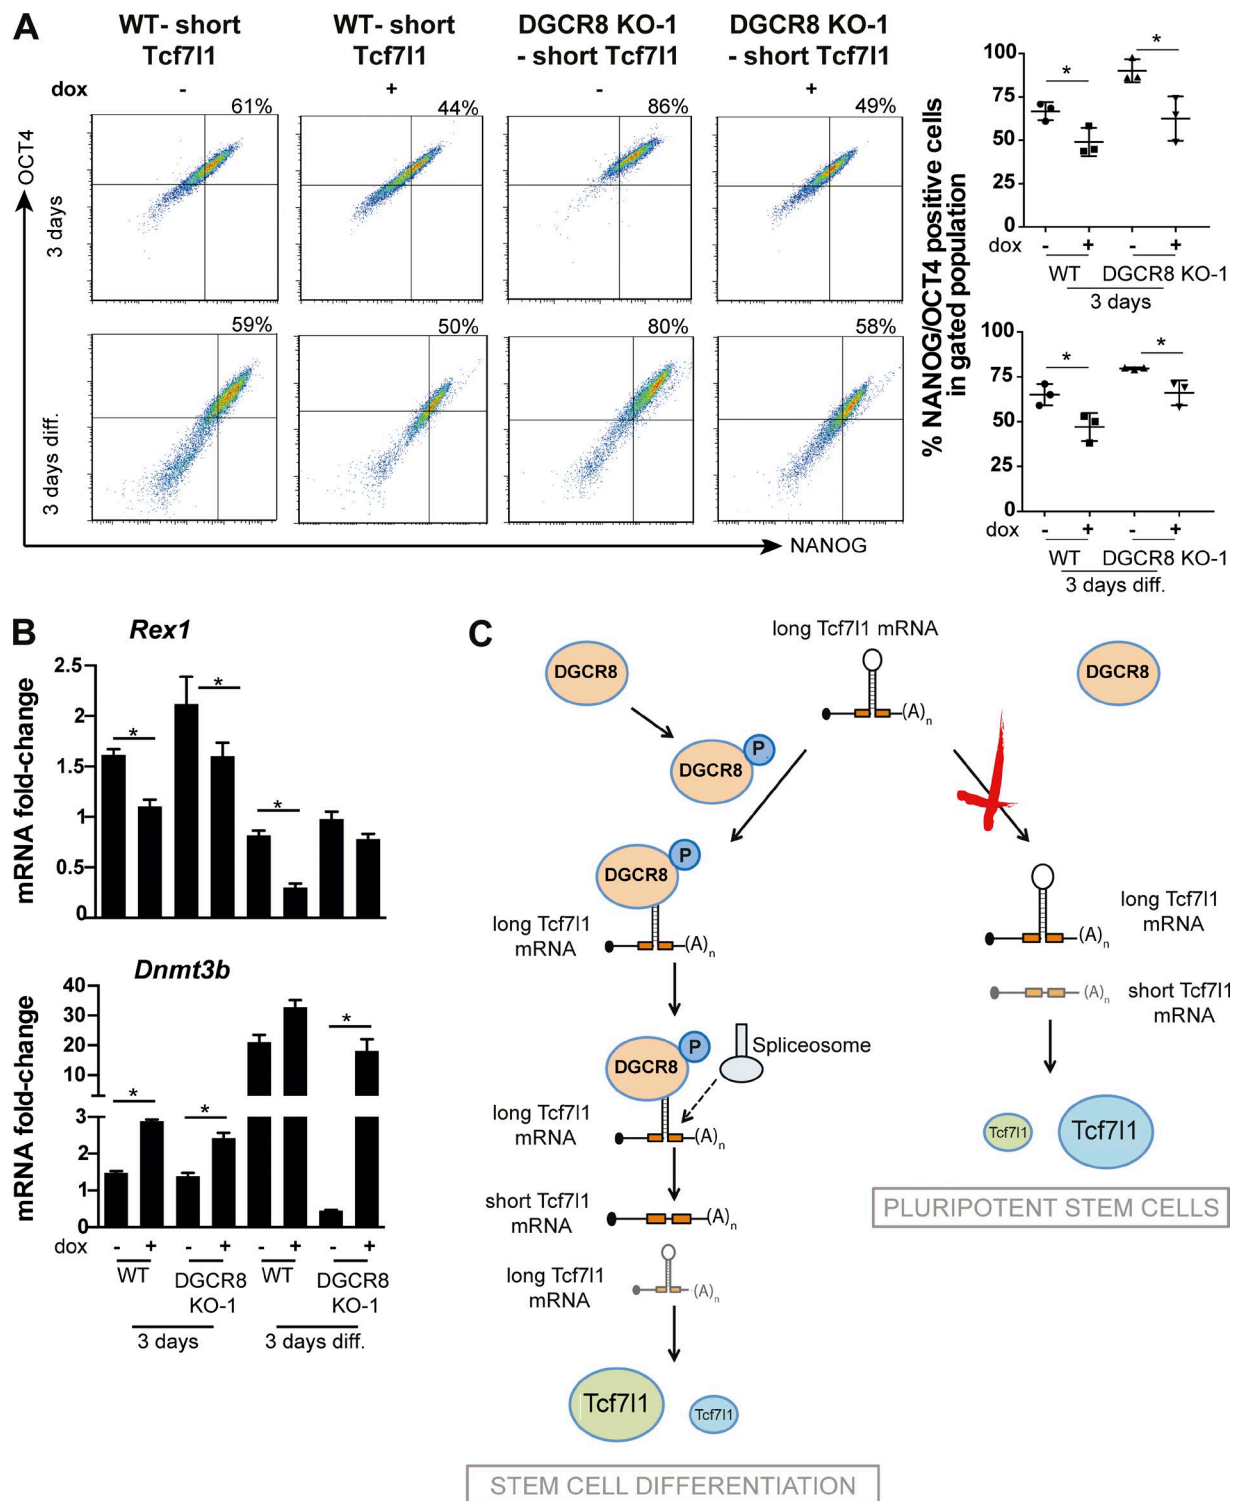 A
WT- short
Tcf7l1
WT- short
Tcf7l1
DGCR8 KO-1
- short Tcf7l1
DGCR8 KO-1
- short Tcf7l1
dox
-
+
-
+
61%
44%
86%
49%
OCT4
3 days
59%
50%
80%
58%
3 days diff.
NANOG
% NANOG/OCT4 positive cells
in gated population
100
75
50
25
0
*
*
dox
- + - +
WT DGCR8 KO-1
3 days
100
75
50
25
0
*
*
dox
- + - +
WT DGCR8 KO-1
3 days diff.
B
Rex1
mRNA fold-change
2.5
2
1.5
1
0.5
0
*
*
*
Dnmt3b
mRNA fold-change
40
30
20
10
3
2
1
0
*
*
*
dox
- + - + - + - +
WT DGCR8 WT DGCR8
KO-1 KO-1
3 days 3 days diff.
C
long Tcf7l1 mRNA
DGCR8
(A)n
DGCR8
DGCR8
P
DGCR8
P
long Tcf7l1
mRNA
(A)n
DGCR8
P
Spliceosome
long Tcf7l1
mRNA
(A)n
short Tcf7l1
mRNA
(A)n
long Tcf7l1
mRNA
(A)n
Tcf7l1
Tcf7l1
STEM CELL DIFFERENTIATION
long Tcf7l1
mRNA
(A)n
short Tcf7l1
mRNA
(A)n
Tcf7l1
Tcf7l1
PLURIPOTENT STEM CELLS